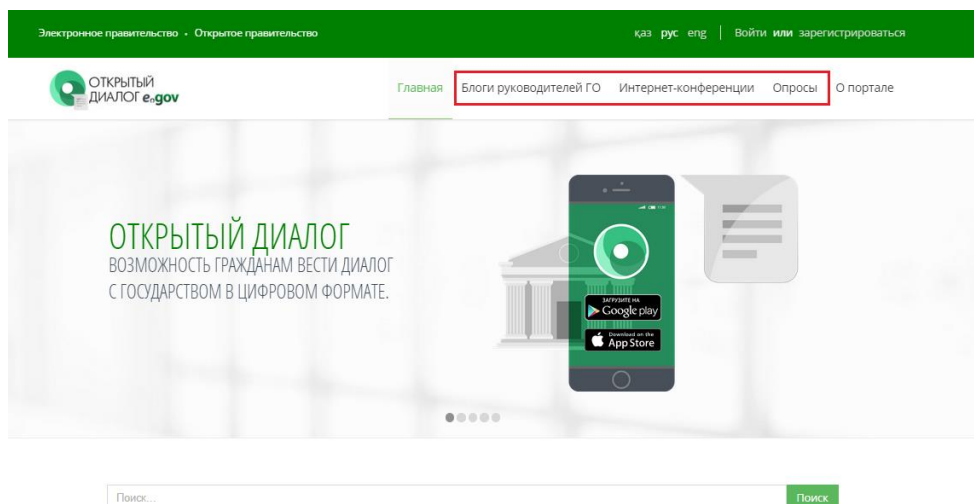 Электронное правительство • Открытое правительство
қаз рус eng | Войти или зарегистрироваться
ОТКРЫТЫЙ
ДИАЛОГ e.gov
Главная Блоги руководителей ГО Интернет-конференции Опросы О портале
ОТКРЫТЫЙ ДИАЛОГ
ВОЗМОЖНОСТЬ ГРАЖДАНАМ ВЕСТИ ДИАЛОГ
С ГОСУДАРСТВОМ В ЦИФРОВОМ ФОРМАТЕ.
ЗАГРУЗИТЕ НА
Google play
Download on the
App Store
Поиск... Поиск